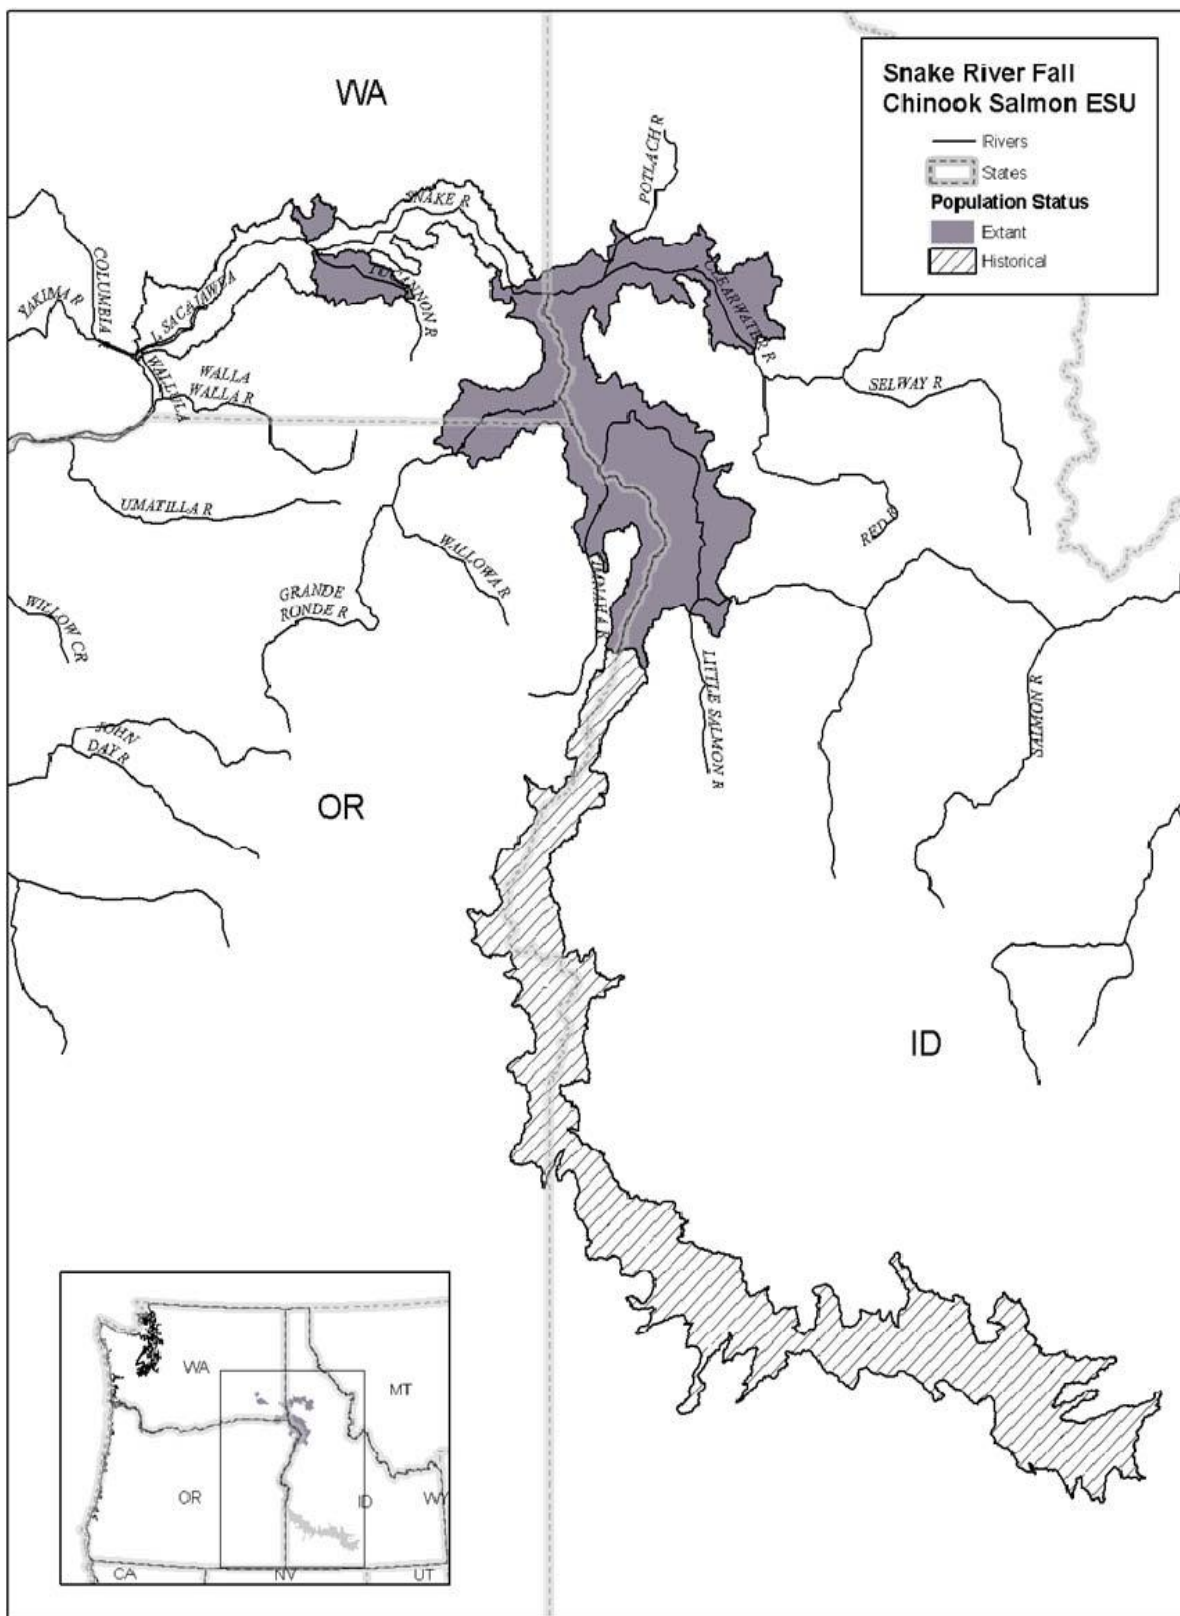 WA
Snake River Fall
Chinook Salmon ESU
Rivers
States
Population Status
Extant
Historical
POTLACH R
SNAKE R
COLUMBIA
YAKIMA R
L SACAJAWEA
TUCANNON R
CLEARWATER R
WALLULA
WALLA
WALLA R
SELWAY R
UMATILLA R
RED R
WALLOWA R
GRANDE
RONDE R
WILLOW CR
LITTLE SALMON R
SALMON R
JOHN
DAY R
OR
ID
WA
MT
OR
ID
WY
CA
NV
UT